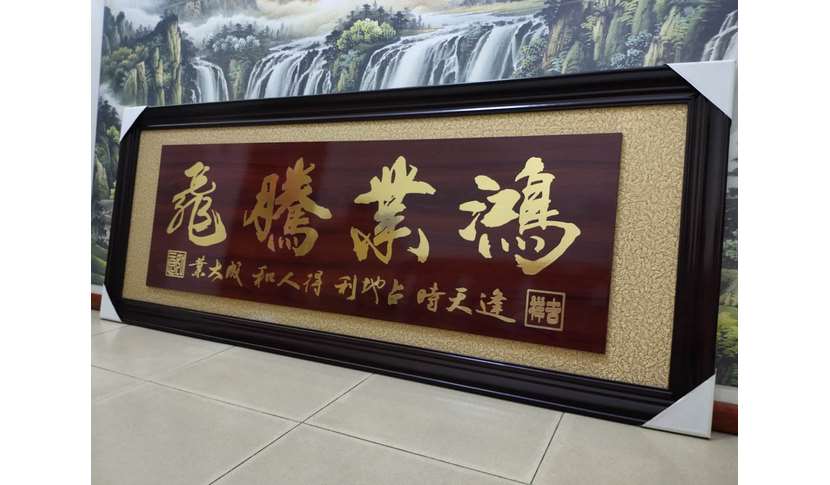 鴻業騰飛
吉祥 逢天時 占地利 得人和 成大業